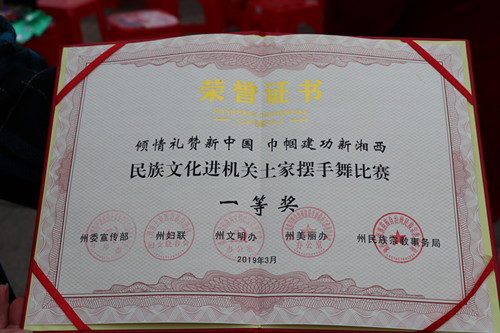 荣誉证书
倾情礼赞新中国 巾帼建功新湘西
民族文化进机关土家摆手舞比赛
一等奖
州委宣传部 州妇联 州文明办 州美丽办 州民族宗教事务局
2019年3月